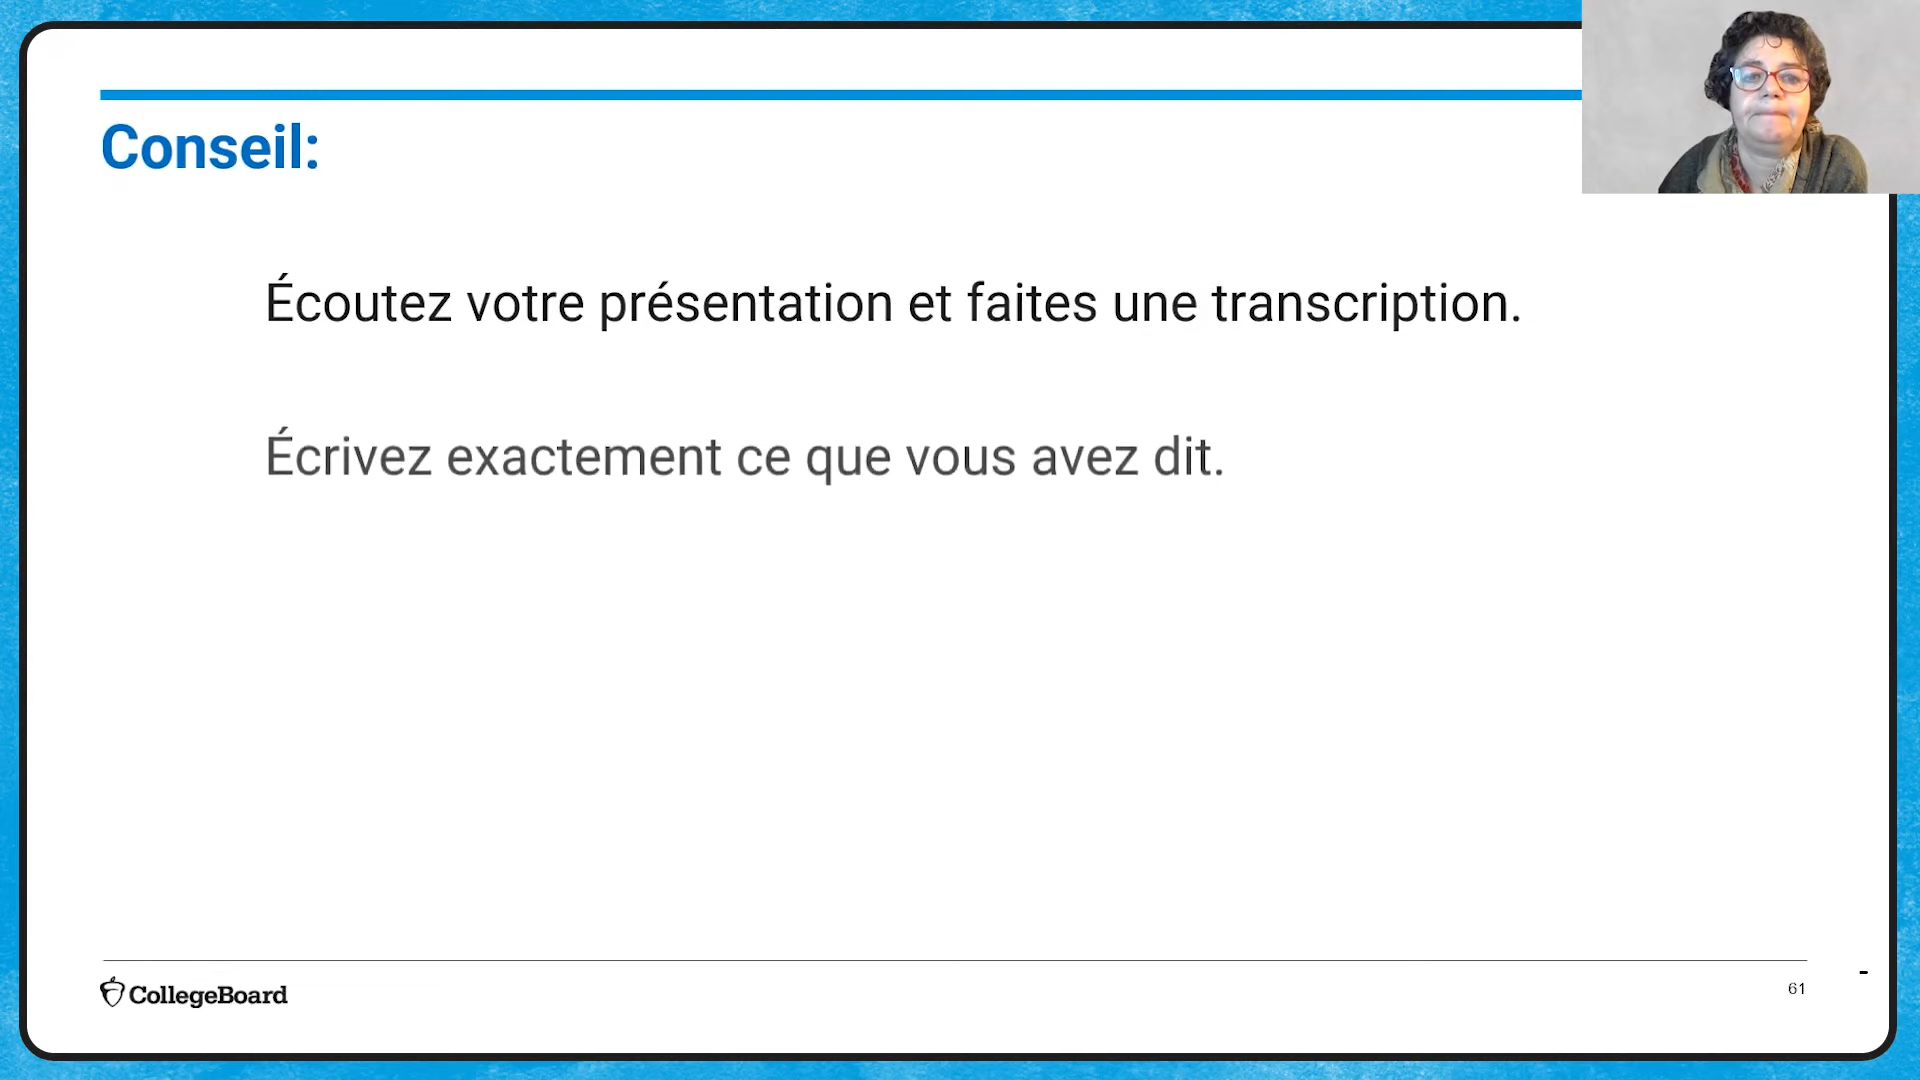 Conseil:
Écoutez votre présentation et faites une transcription.
Écrivez exactement ce que vous avez dit.
CollegeBoard
61
-